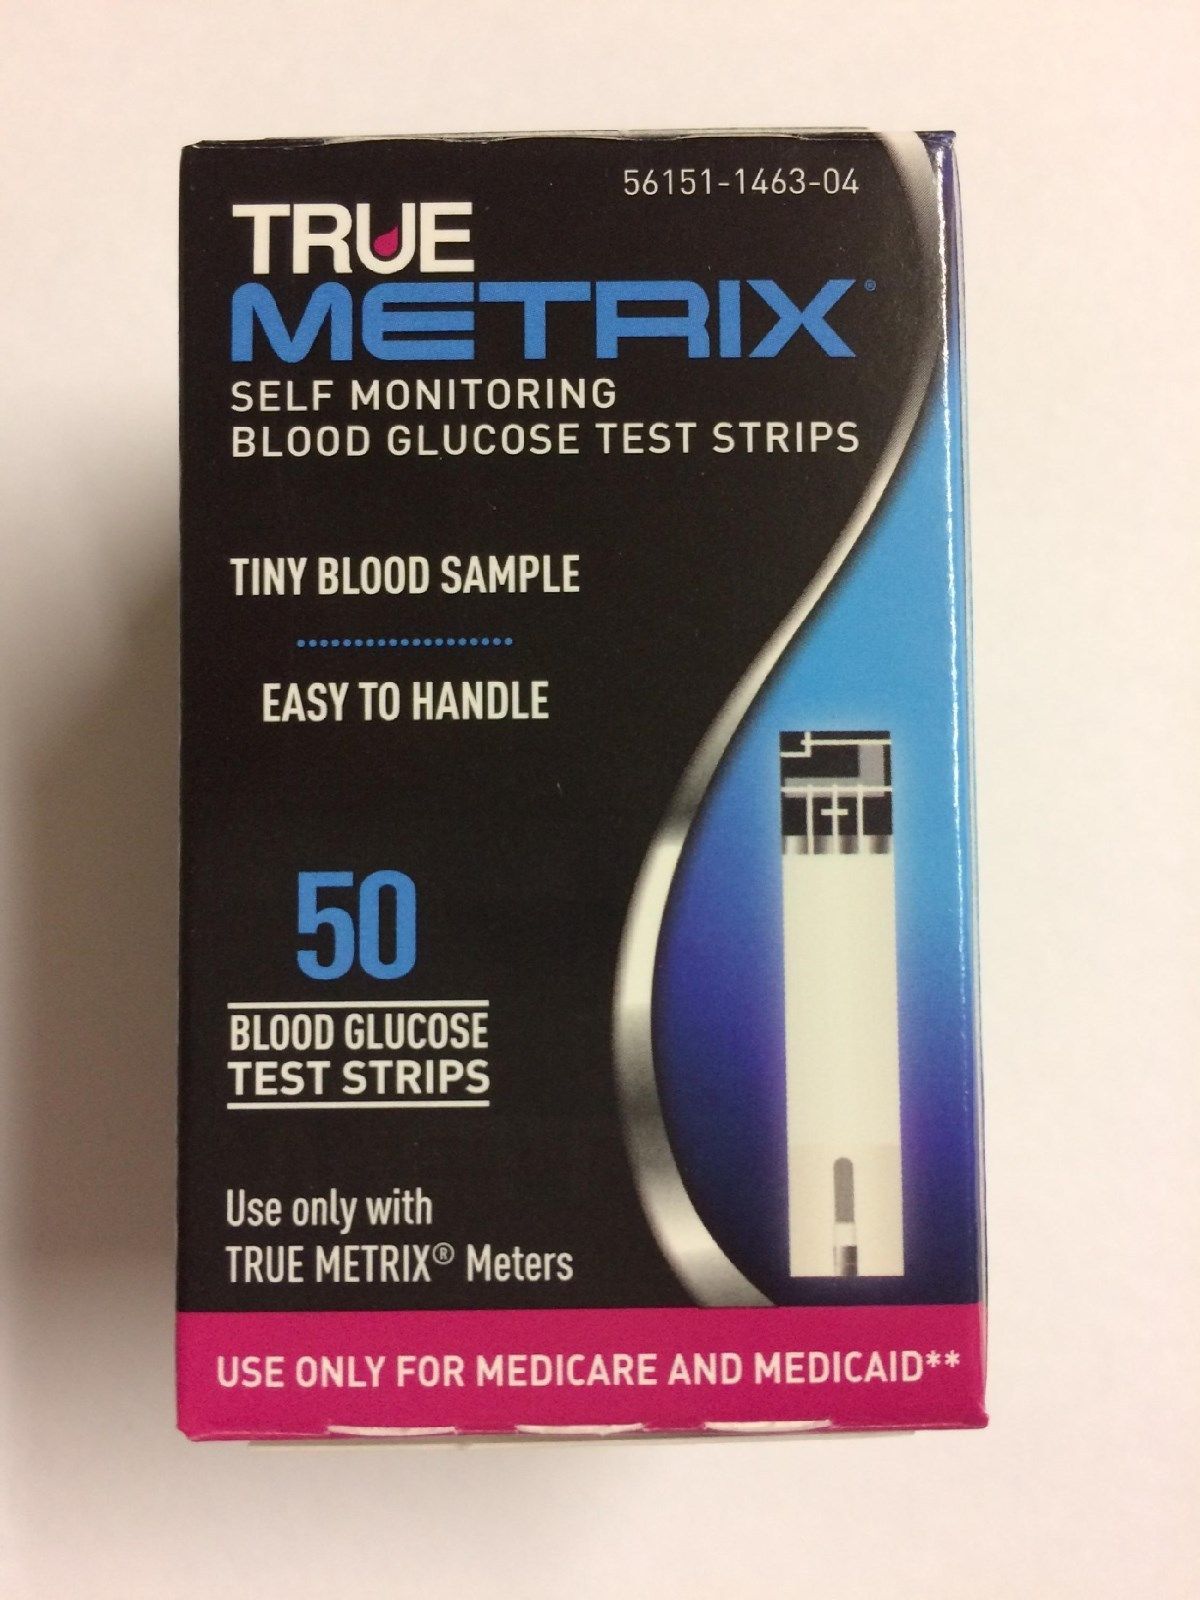 56151-1463-04
TRUE
METRIX®
SELF MONITORING
BLOOD GLUCOSE TEST STRIPS
TINY BLOOD SAMPLE
EASY TO HANDLE
50
BLOOD GLUCOSE
TEST STRIPS
Use only with
TRUE METRIX® Meters
USE ONLY FOR MEDICARE AND MEDICAID**